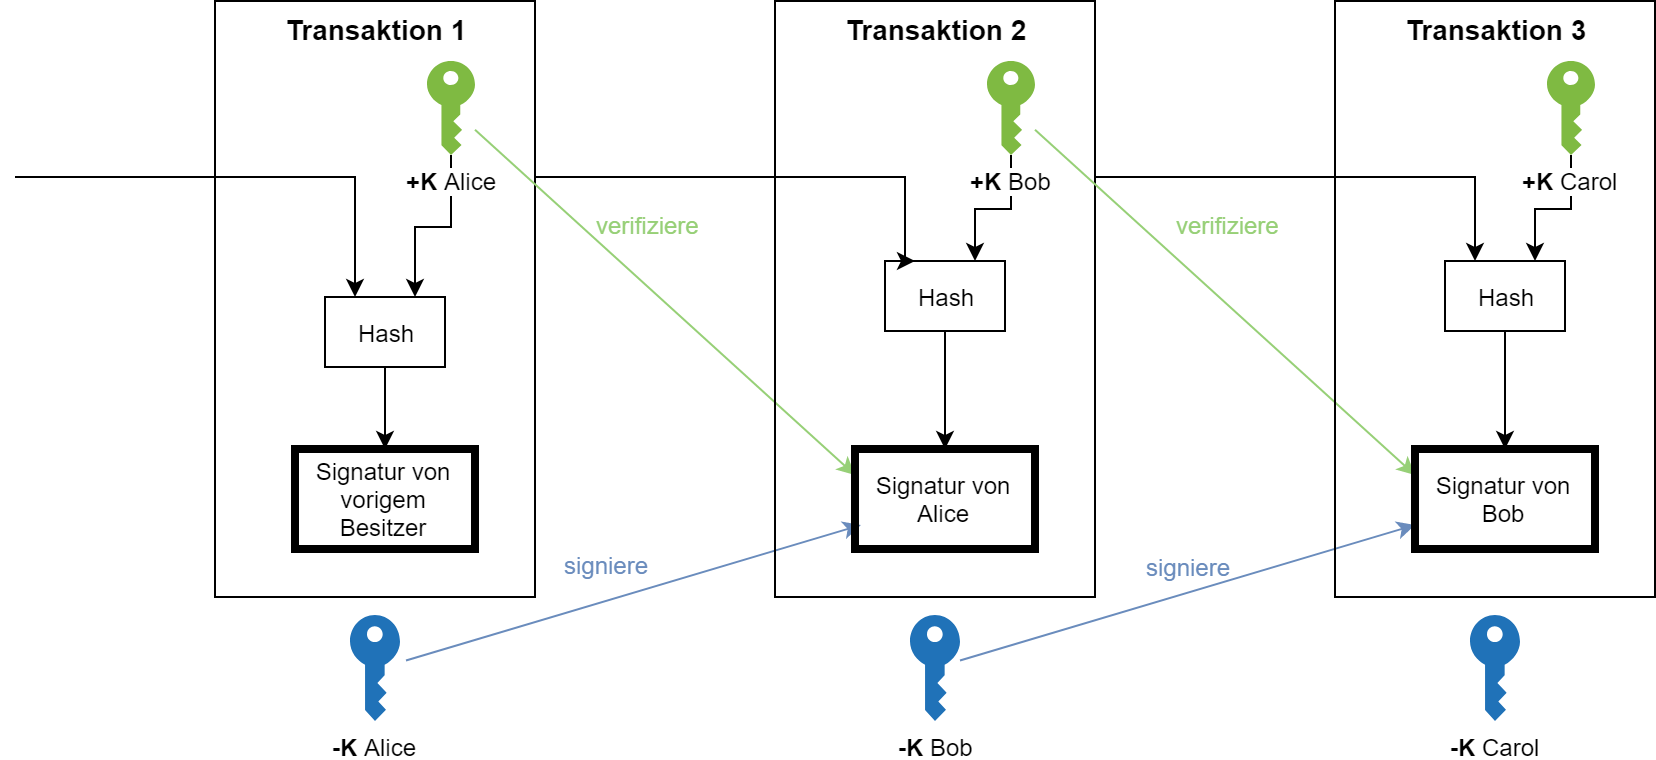 Transaktion 1
Transaktion 2
Transaktion 3
+K Alice
+K Bob
+K Carol
verifiziere
verifiziere
Hash
Hash
Hash
Signatur von
vorigem
Besitzer
Signatur von
Alice
Signatur von
Bob
signiere
signiere
-K Alice
-K Bob
-K Carol